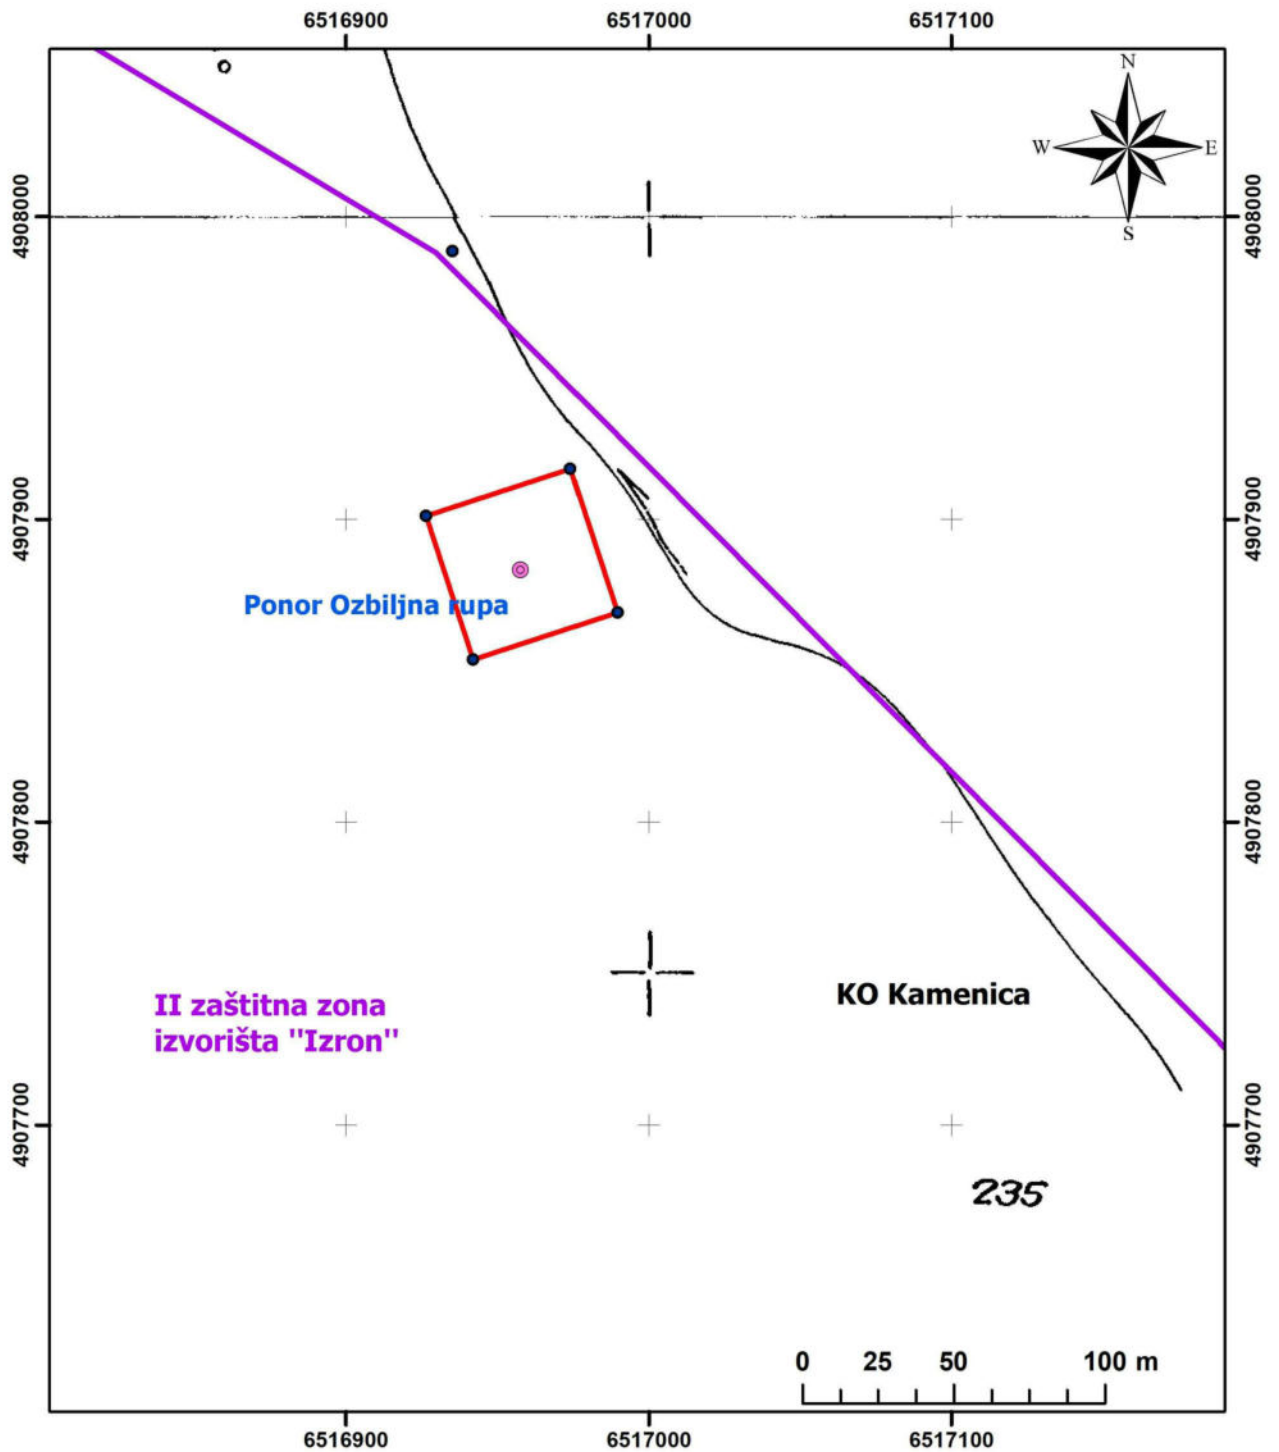 6516900 6517000 6517100
N
W E
S
4908000 4908000
4907900 4907900
Ponor Ozbiljna rupa
4907800 4907800
KO Kamenica
II zaštitna zona
izvorišta "Izron"
4907700 4907700
235
0 25 50 100 m
6516900 6517000 6517100